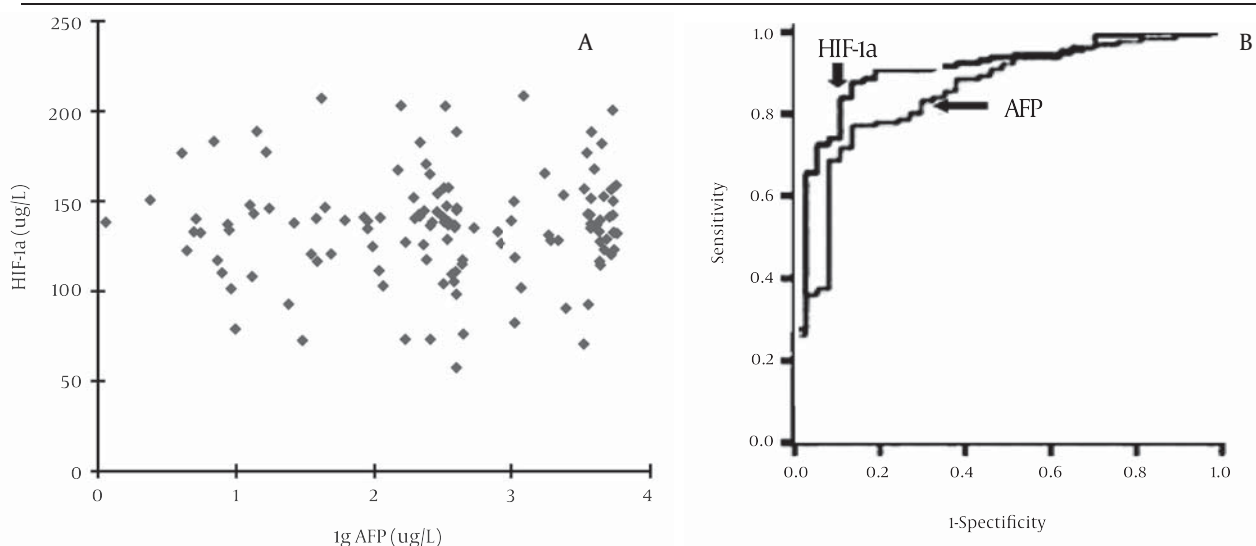 A
250
200
150
100
50
0
0 1 2 3 4
HIF-1a (ug/L)
1g AFP (ug/L)
B
HIF-1a
AFP
1.0
0.8
0.6
0.4
0.2
0.0
0.0 0.2 0.4 0.6 0.8 1.0
Sensitivity
1-Spectificity